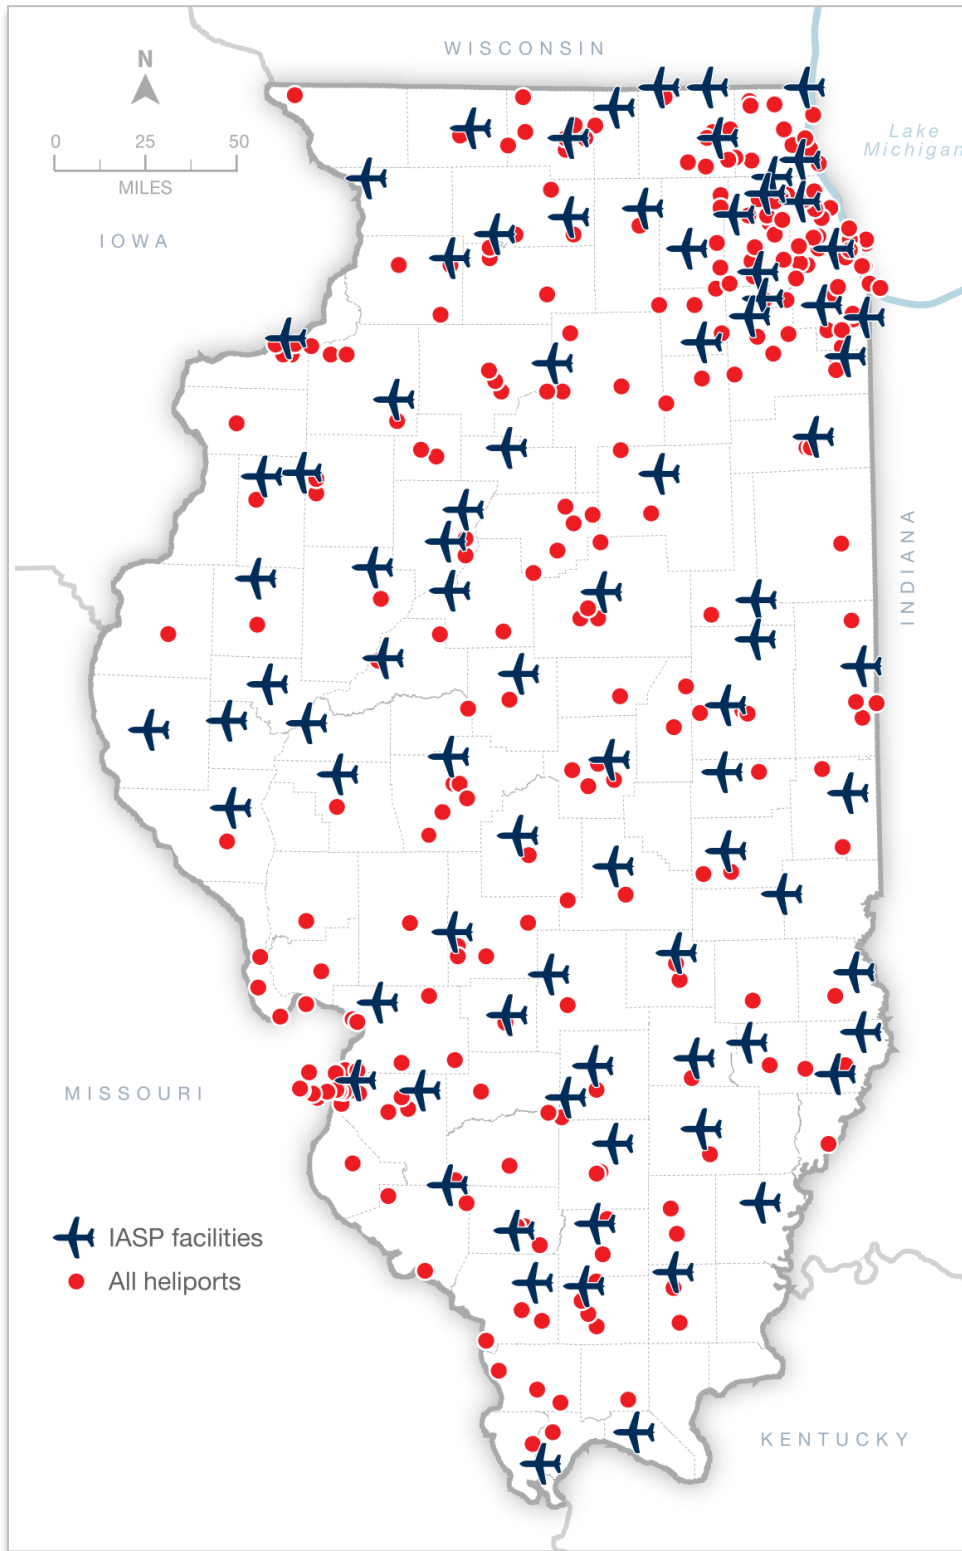 WISCONSIN
N
0 25 50
MILES
Lake
Michigan
IOWA
INDIANA
MISSOURI
IASP facilities
All heliports
KENTUCKY